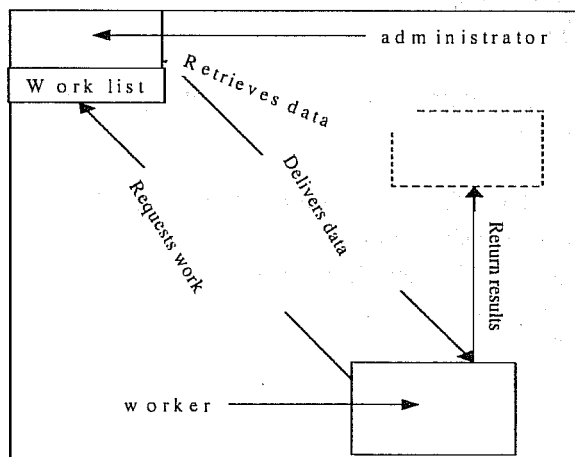 administrator
Work list
Retrieves data
Delivers data
Requests work
Return results
worker